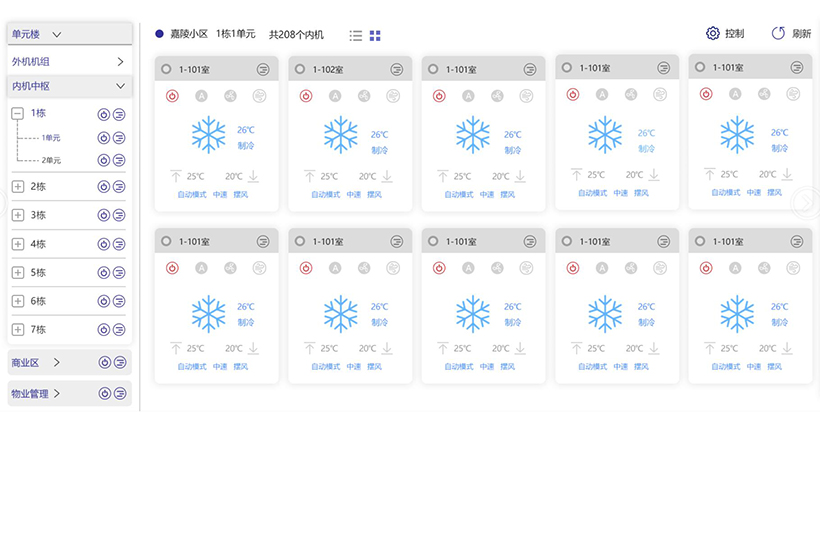 单元楼
外机机组
内机中枢
1栋
1单元
2单元
2栋
3栋
4栋
5栋
6栋
7栋
商业区
物业管理
嘉陵小区 1栋1单元 共208个内机
控制 刷新
1-101室 1-102室 1-101室 1-101室 1-101室
A A A A A
26℃ 26℃ 26℃ 26℃ 26℃
制冷 制冷 制冷 制冷 制冷
25℃ 20℃ 25℃ 20℃ 25℃ 20℃ 25℃ 20℃ 25℃ 20℃
自动模式 中速 摆风 自动模式 中速 摆风 自动模式 中速 摆风 自动模式 中速 摆风 自动模式 中速 摆风
1-101室 1-101室 1-101室 1-101室 1-101室
A A A A A
26℃ 26℃ 26℃ 26℃ 26℃
制冷 制冷 制冷 制冷 制冷
25℃ 20℃ 25℃ 20℃ 25℃ 20℃ 25℃ 20℃ 25℃ 20℃
自动模式 中速 摆风 自动模式 中速 摆风 自动模式 中速 摆风 自动模式 中速 摆风 自动模式 中速 摆风